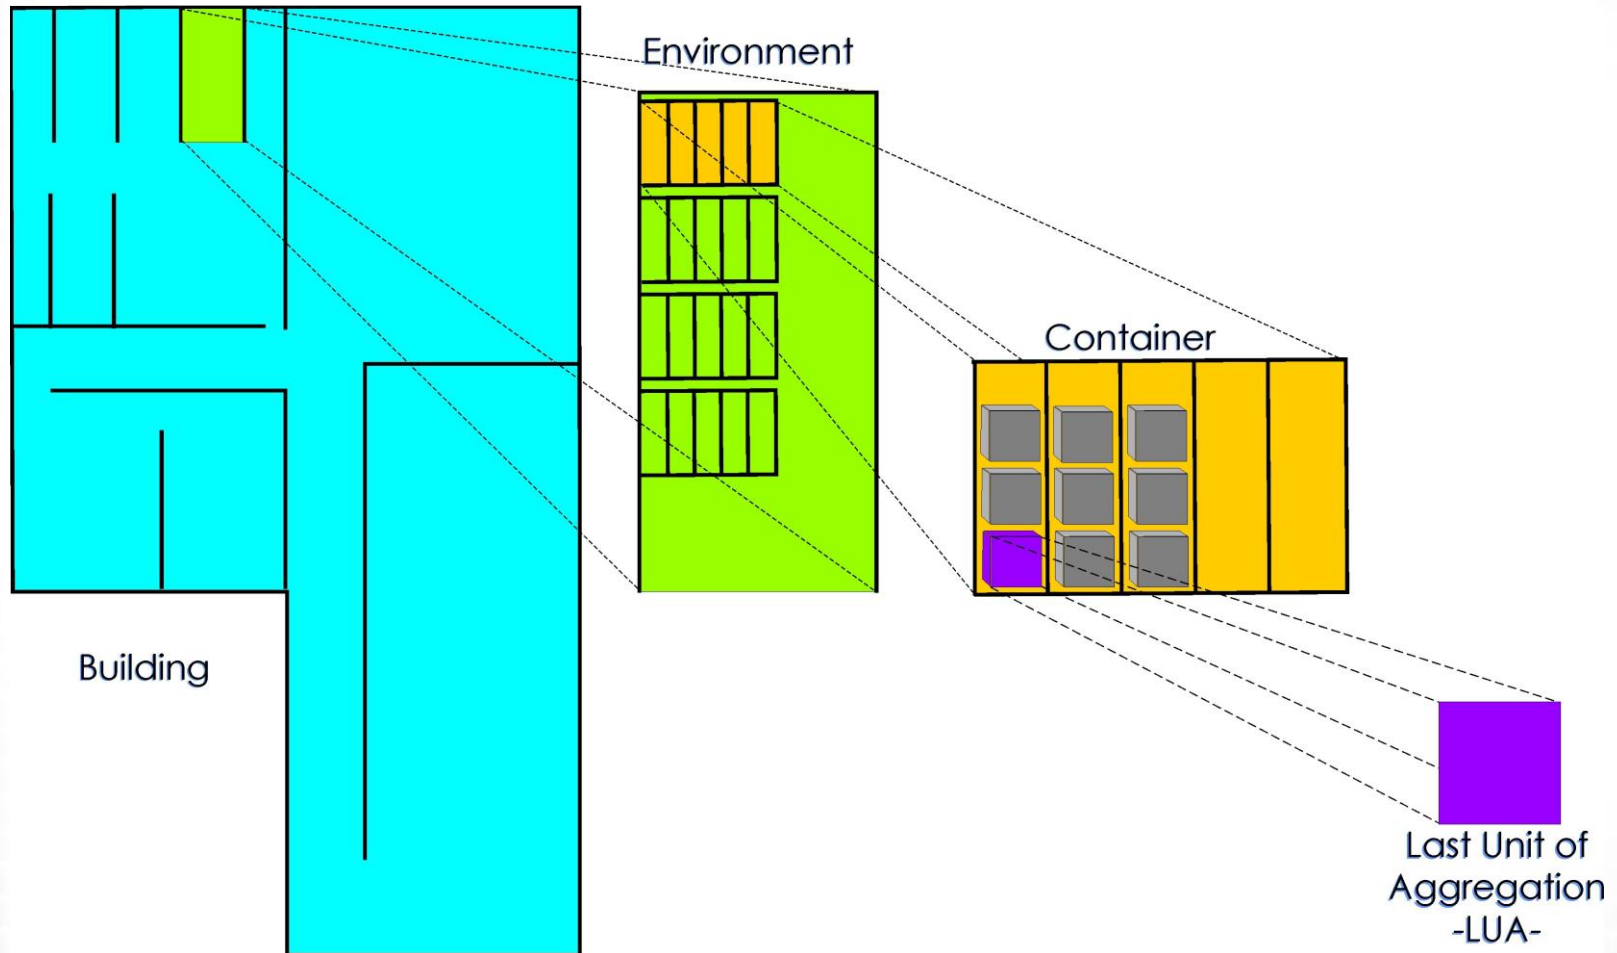 Environment
Container
Building
Last Unit of
Aggregation
-LUA-